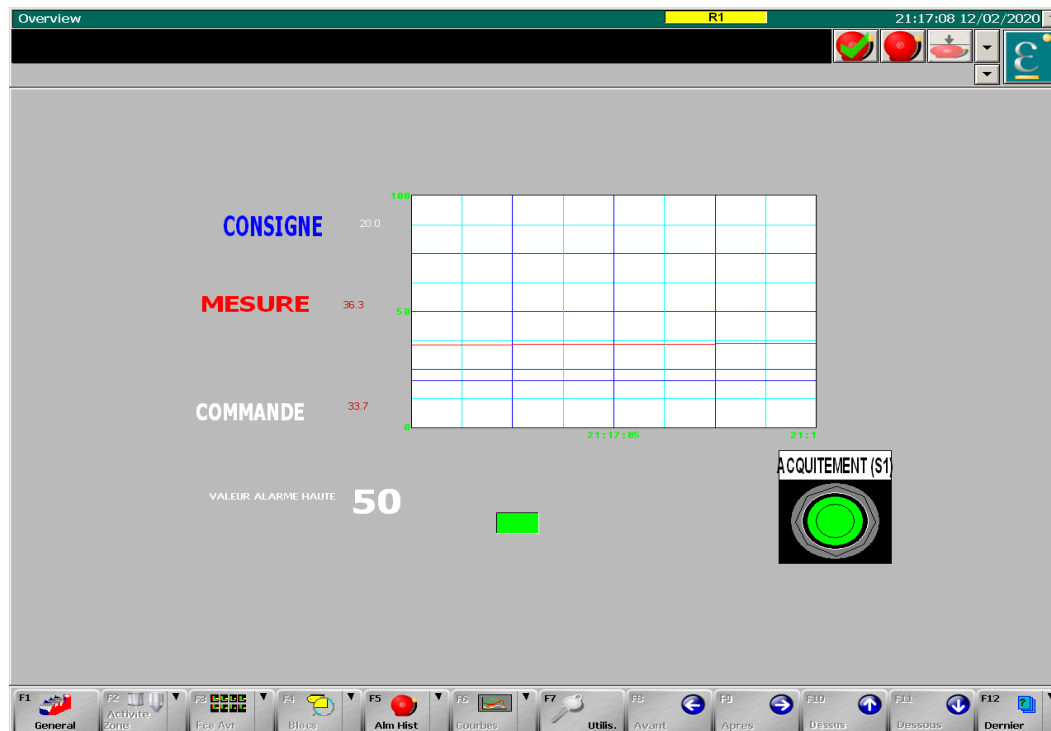 Overview
R1
21:17:08 12/02/2020
100
CONSIGNE 20.0
MESURE 36.3
50
COMMANDE 33.7
0
21:17:05 21:1
ACQUITEMENT (S1)
VALEUR ALARME HAUTE 50
F1 General
F2 Activite Zone
F3 Fce Avt
F4 Blocs
F5 Alm Hist
F6 Courbes
F7 Utilis.
F8 Avant
F9 Apres
F10 Dessus
F11 Dessous
F12 Dernier